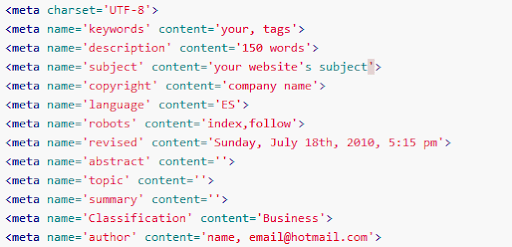 <meta charset='UTF-8'>
<meta name='keywords' content='your, tags'>
<meta name='description' content='150 words'>
<meta name='subject' content='your website's subject'>
<meta name='copyright' content='company name'>
<meta name='language' content='ES'>
<meta name='robots' content='index,follow'>
<meta name='revised' content='Sunday, July 18th, 2010, 5:15 pm'>
<meta name='abstract' content=''>
<meta name='topic' content=''>
<meta name='summary' content=''>
<meta name='Classification' content='Business'>
<meta name='author' content='name, email@hotmail.com'>